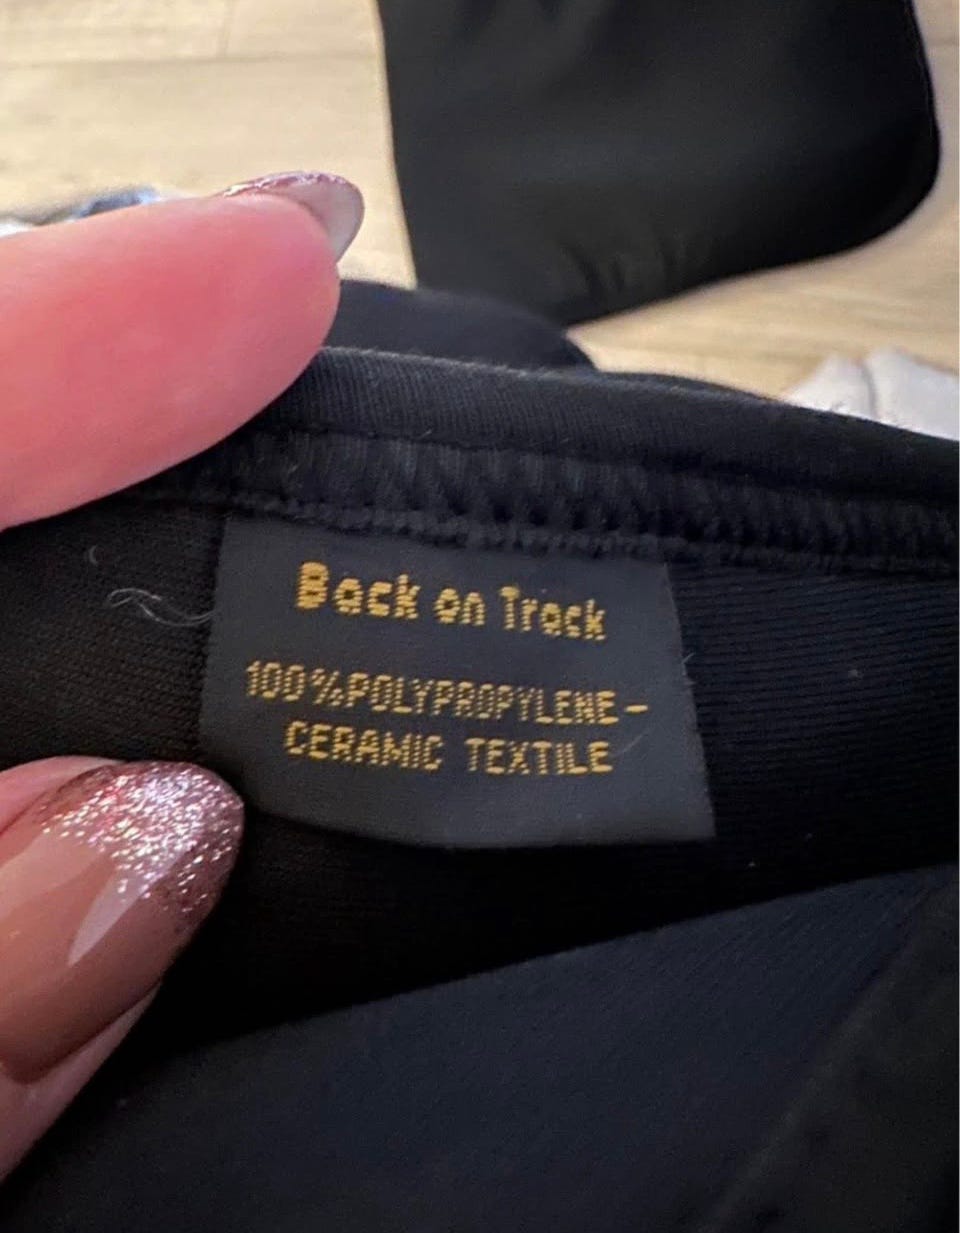 Back on Track
100%POLYPROPYLENE-
CERAMIC TEXTILE